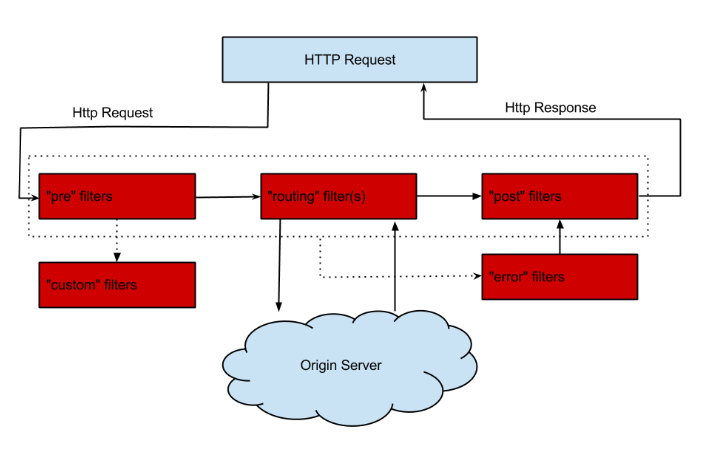 HTTP Request
Http Request
Http Response
"pre" filters
"routing" filter(s)
"post" filters
"custom" filters
"error" filters
Origin Server